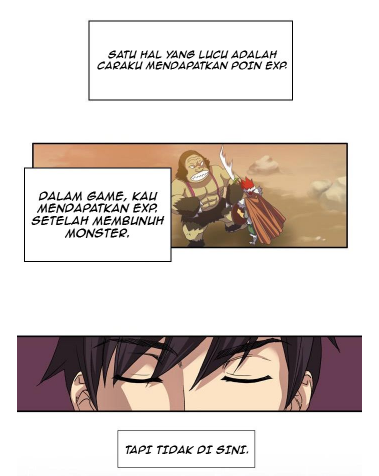 SATU HAL YANG LUCU ADALAH
CARAKU MENDAPATKAN POIN EXP.
DALAM GAME, KAU
MENDAPATKAN EXP.
SETELAH MEMBUNUH
MONSTER.
TAPI TIDAK DI SINI.